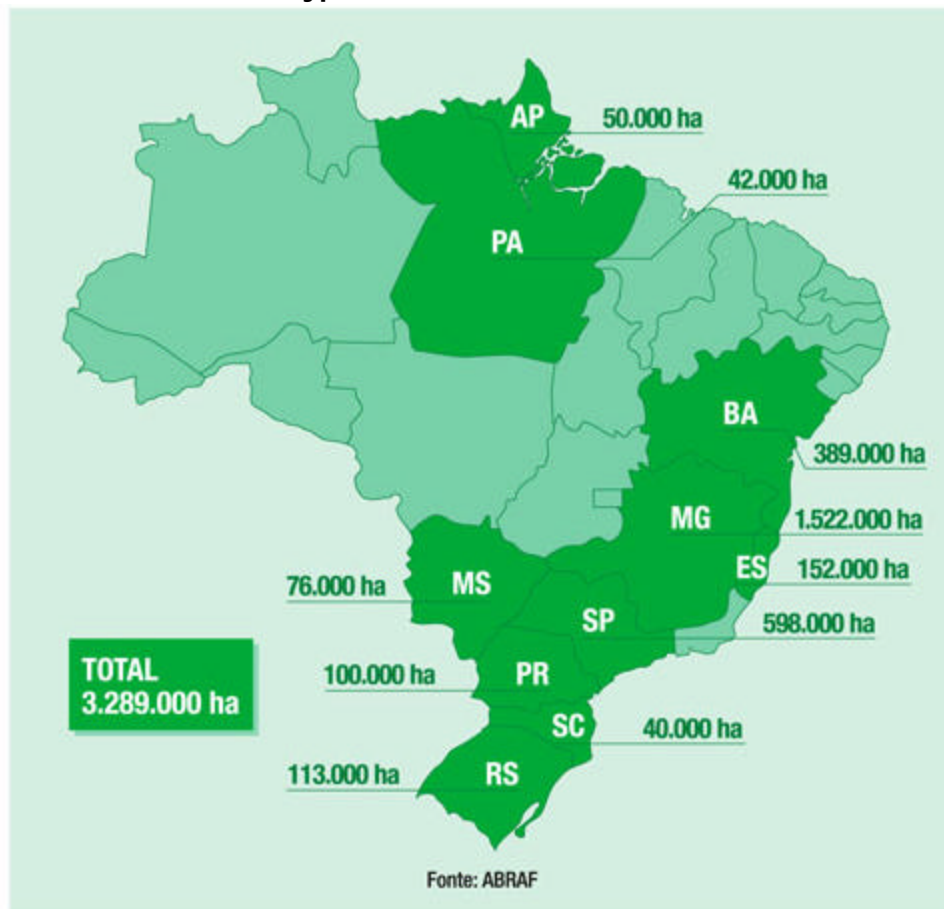 AP
50.000 ha
42.000 ha
PA
BA
389.000 ha
MG
1.522.000 ha
ES
152.000 ha
MS
76.000 ha
SP
598.000 ha
TOTAL
3.289.000 ha
PR
100.000 ha
SC
40.000 ha
RS
113.000 ha
Fonte: ABRAF